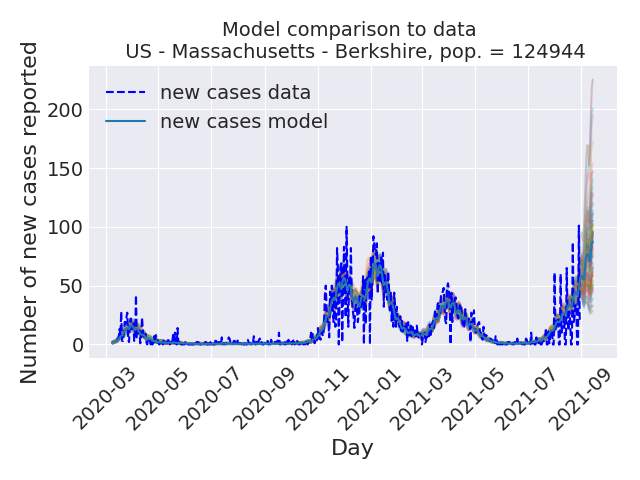 Model comparison to data
US - Massachusetts - Berkshire, pop. = 124944
Number of new cases reported
200
150
100
50
0
new cases data
new cases model
2020-03
2020-05
2020-07
2020-09
2020-11
2021-01
2021-03
2021-05
2021-07
2021-09
Day